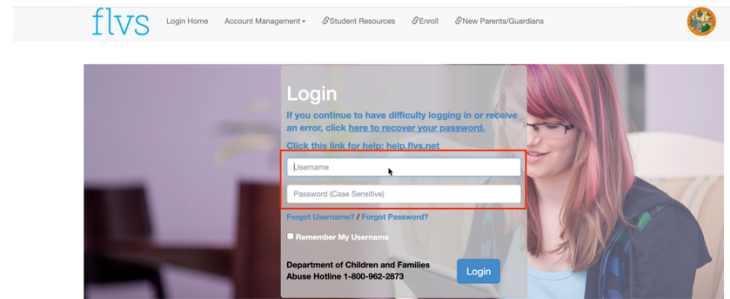 flvs
Login Home Account Management Student Resources Enroll New Parents/Guardians
Login
If you continue to have difficulty logging in or receive
an error, click here to recover your password.
Click this link for help: help.flvs.net
Username
Password (Case Sensitive)
Forgot Username? / Forgot Password?
Remember My Username
Department of Children and Families
Abuse Hotline 1-800-962-2873
Login